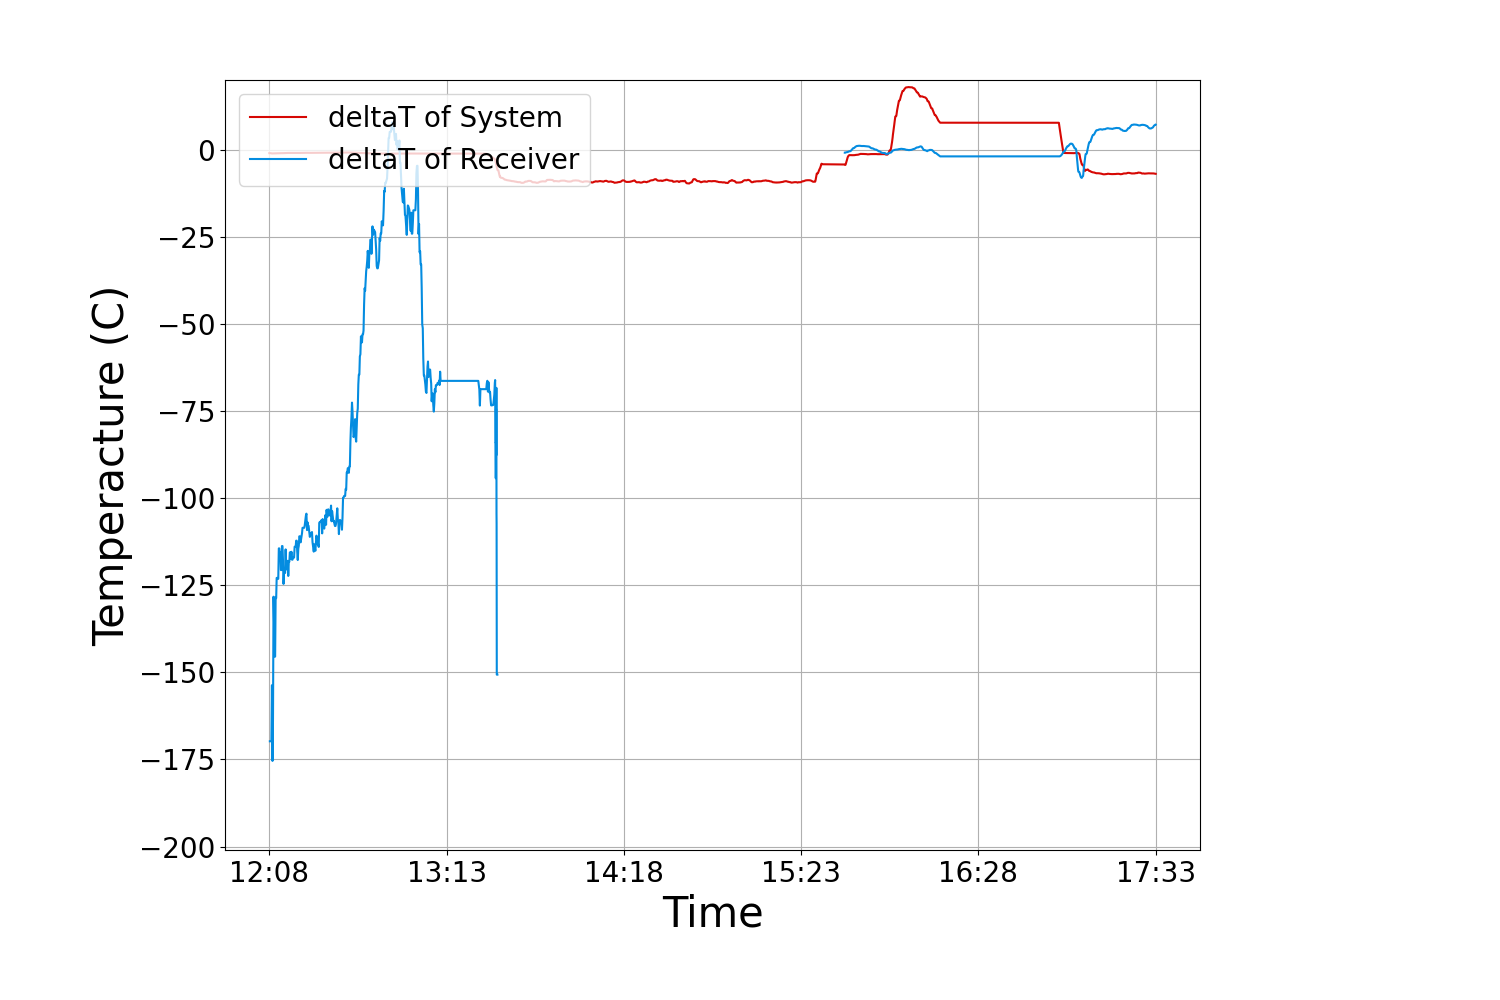 deltaT of System
deltaT of Receiver
0
−25
−50
−75
−100
−125
−150
−175
−200
Temperacture (C)
12:08 13:13 14:18 15:23 16:28 17:33
Time